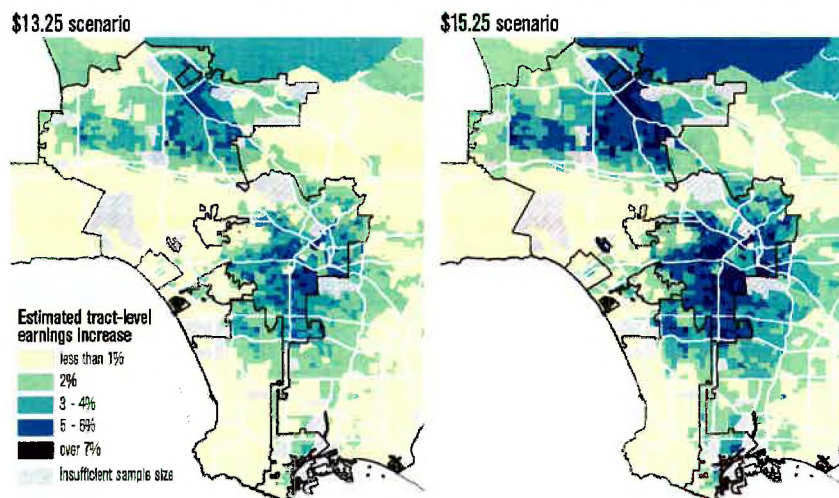 $13.25 scenario
$15.25 scenario
Estimated tract-level
earnings increase
less than 1%
2%
3 - 4%
5 - 6%
over 7%
insufficient sample size